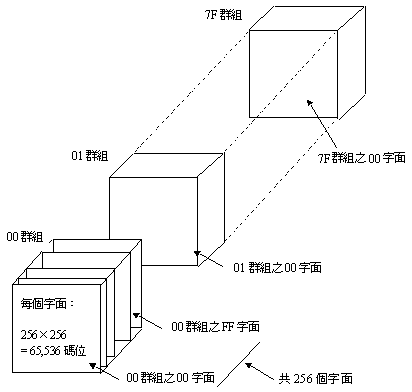 7F 群組
7F 群組之 00 字面
01 群組
01 群組之 00 字面
00 群組
每個字面：
256×256
= 65,536 碼位
00 群組之 FF 字面
00 群組之 00 字面
共 256 個字面